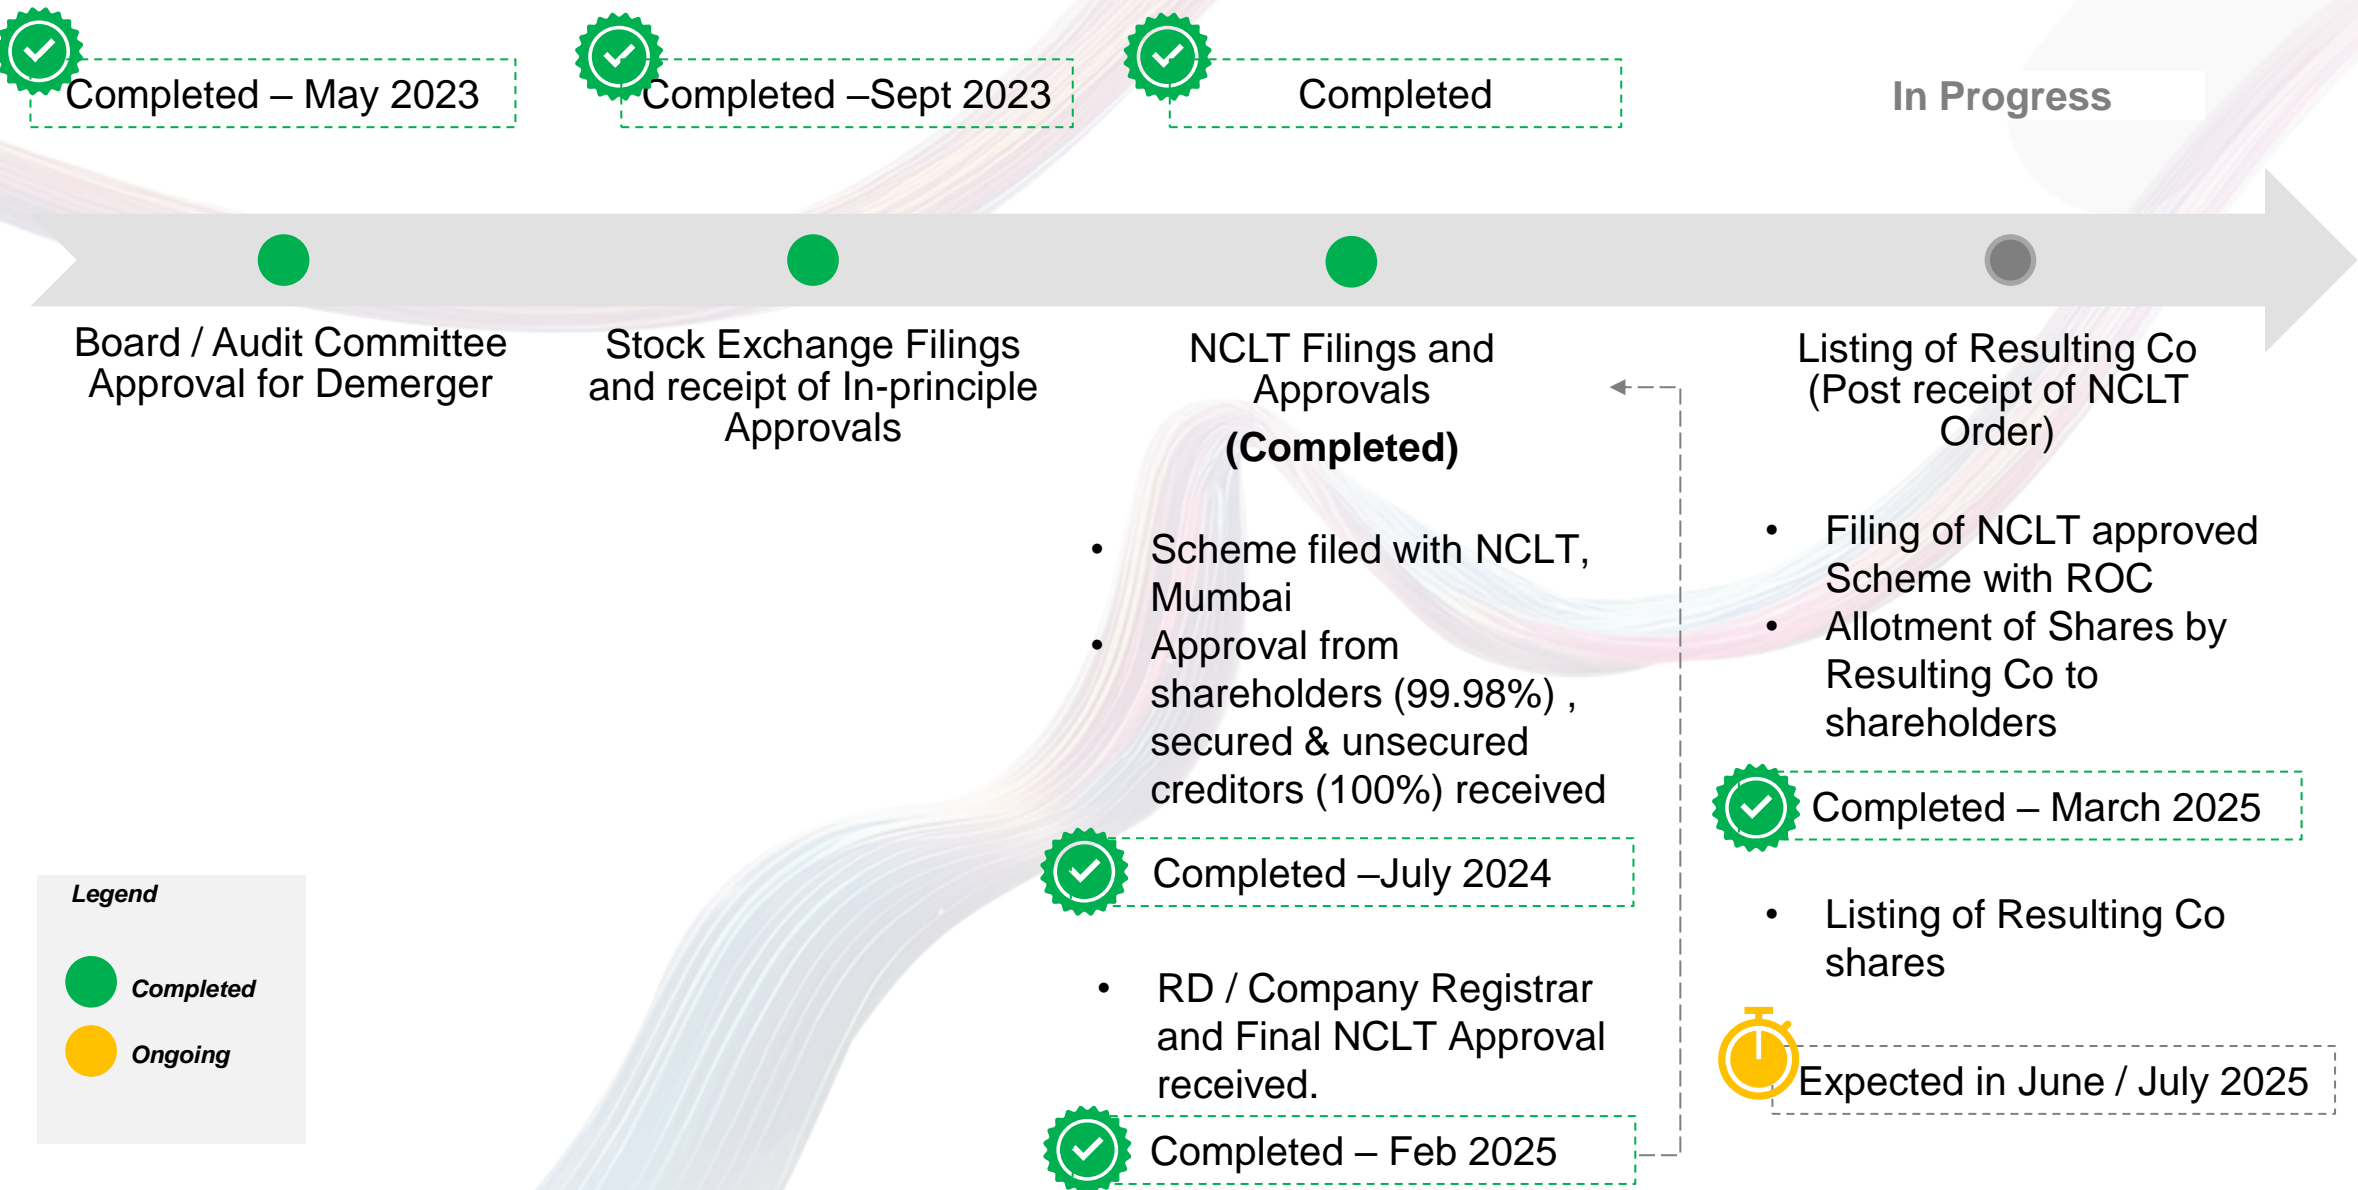 Completed – May 2023
Completed –Sept 2023
Completed
In Progress
Board / Audit Committee
Approval for Demerger
Stock Exchange Filings
and receipt of In-principle
Approvals
NCLT Filings and
Approvals
(Completed)
• Scheme filed with NCLT,
Mumbai
• Approval from
shareholders (99.98%) ,
secured & unsecured
creditors (100%) received
Completed –July 2024
• RD / Company Registrar
and Final NCLT Approval
received.
Completed – Feb 2025
Listing of Resulting Co
(Post receipt of NCLT
Order)
• Filing of NCLT approved
Scheme with ROC
• Allotment of Shares by
Resulting Co to
shareholders
Completed – March 2025
• Listing of Resulting Co
shares
Expected in June / July 2025
Legend
Completed
Ongoing